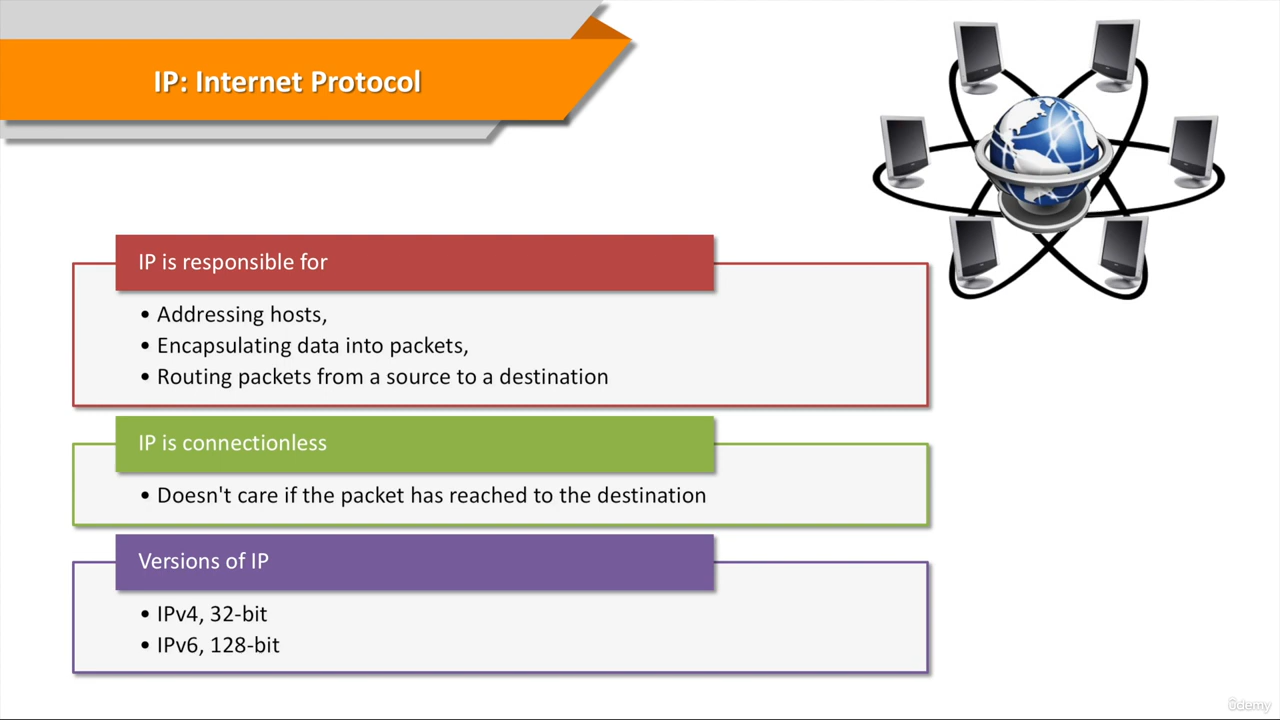 IP: Internet Protocol
IP is responsible for
• Addressing hosts,
• Encapsulating data into packets,
• Routing packets from a source to a destination
IP is connectionless
• Doesn't care if the packet has reached to the destination
Versions of IP
• IPv4, 32-bit
• IPv6, 128-bit
ûdemy